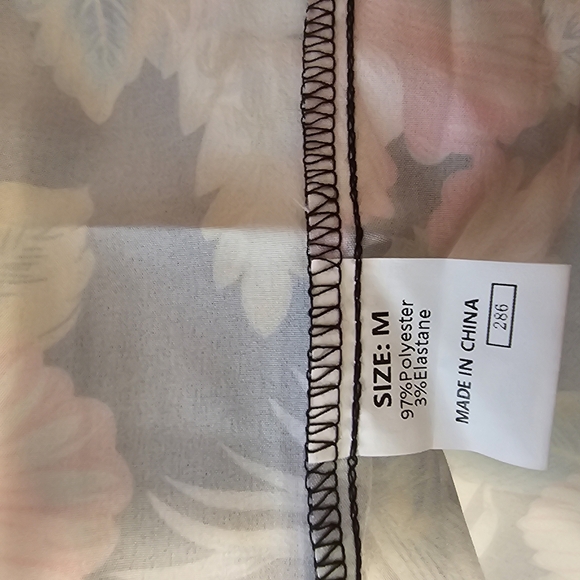 SIZE: M
97%Polyester
3%Elastane
MADE IN CHINA
286